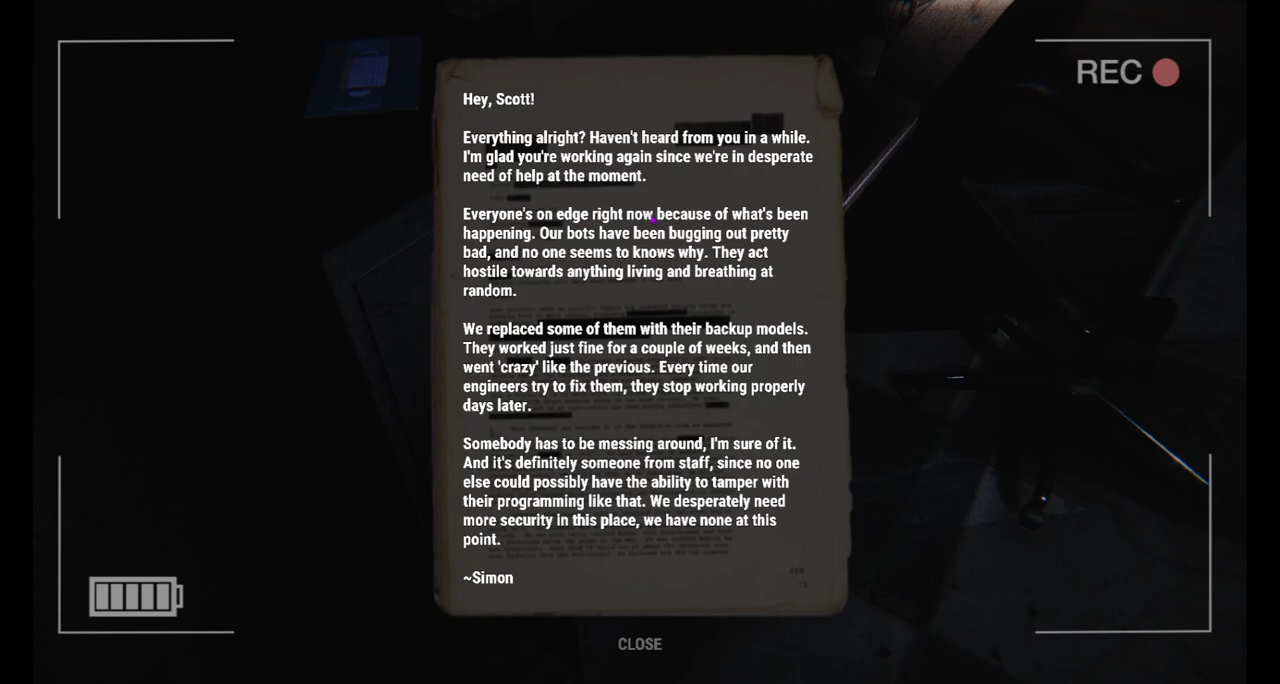 REC
Hey, Scott!
Everything alright? Haven't heard from you in a while.
I'm glad you're working again since we're in desperate
need of help at the moment.
Everyone's on edge right now because of what's been
happening. Our bots have been bugging out pretty
bad, and no one seems to knows why. They act
hostile towards anything living and breathing at
random.
We replaced some of them with their backup models.
They worked just fine for a couple of weeks, and then
went 'crazy' like the previous. Every time our
engineers try to fix them, they stop working properly
days later.
Somebody has to be messing around, I'm sure of it.
And it's definitely someone from staff, since no one
else could possibly have the ability to tamper with
their programming like that. We desperately need
more security in this place, we have none at this
point.
~Simon
CLOSE